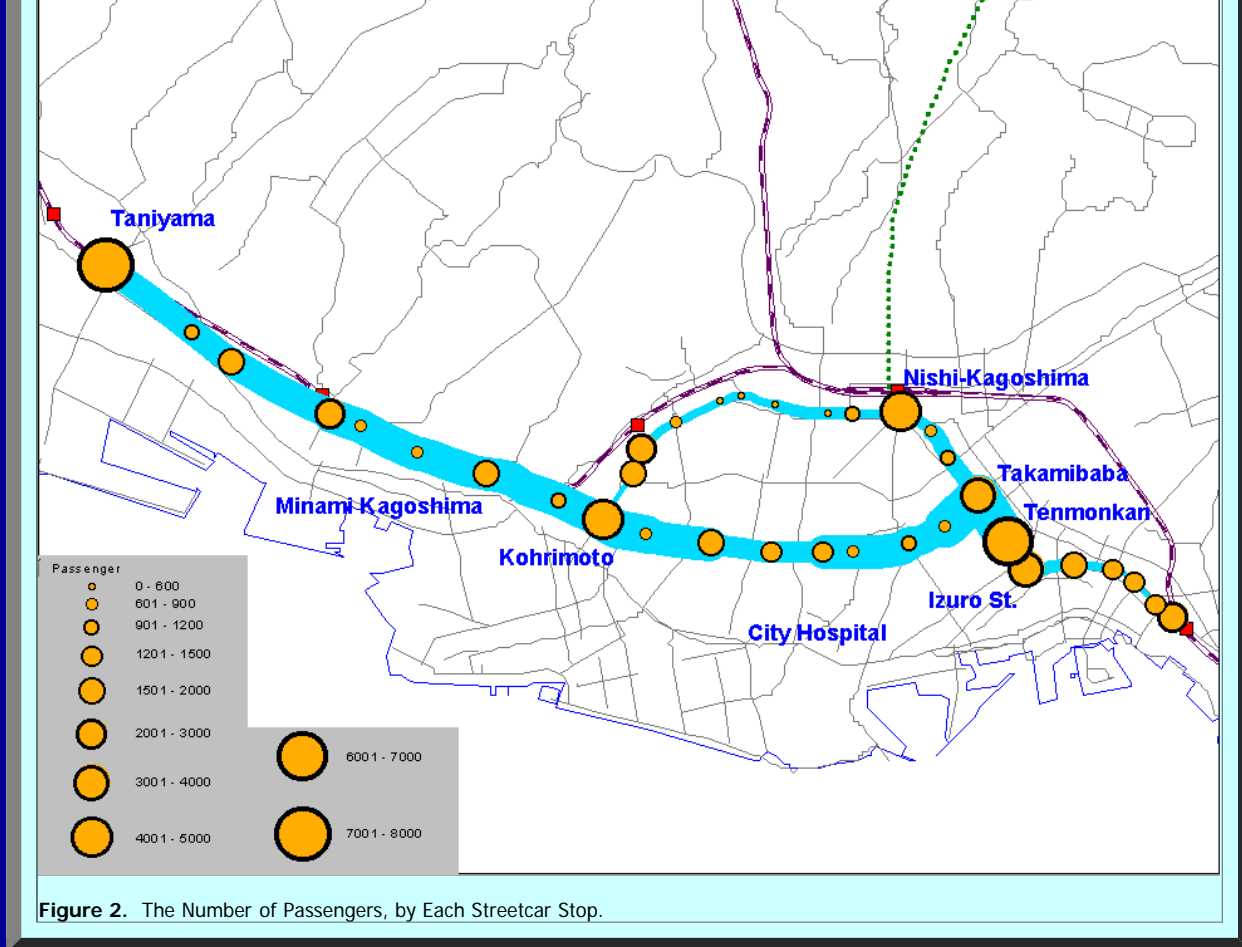 Taniyama
Nishi-Kagoshima
Takamibaba
Minami Kagoshima
Tenmonkan
Kohrimoto
Izuro St.
City Hospital
Passenger
0 - 600
601 - 900
901 - 1200
1201 - 1500
1501 - 2000
2001 - 3000
3001 - 4000
4001 - 5000
6001 - 7000
7001 - 8000
Figure 2. The Number of Passengers, by Each Streetcar Stop.